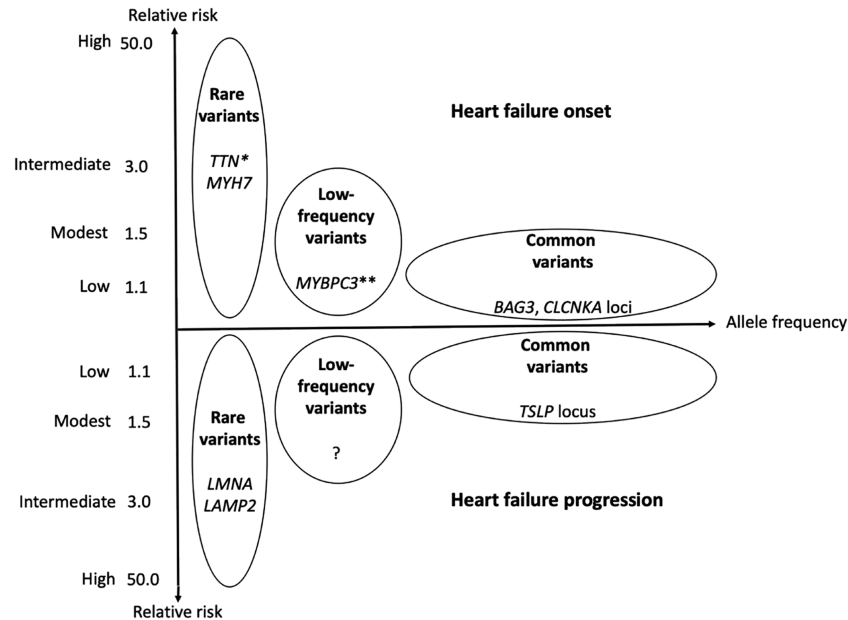 Relative risk
High 50.0
Rare
variants
Heart failure onset
TTN*
MYH7
Intermediate 3.0
Low-
frequency
variants
Modest 1.5
Common
variants
MYBPC3**
Low 1.1
BAG3, CLCNKA loci
Allele frequency
Low 1.1
Low-
frequency
variants
Common
variants
TSLP locus
Modest 1.5
Rare
variants
?
LMNA
LAMP2
Intermediate 3.0
Heart failure progression
High 50.0
Relative risk